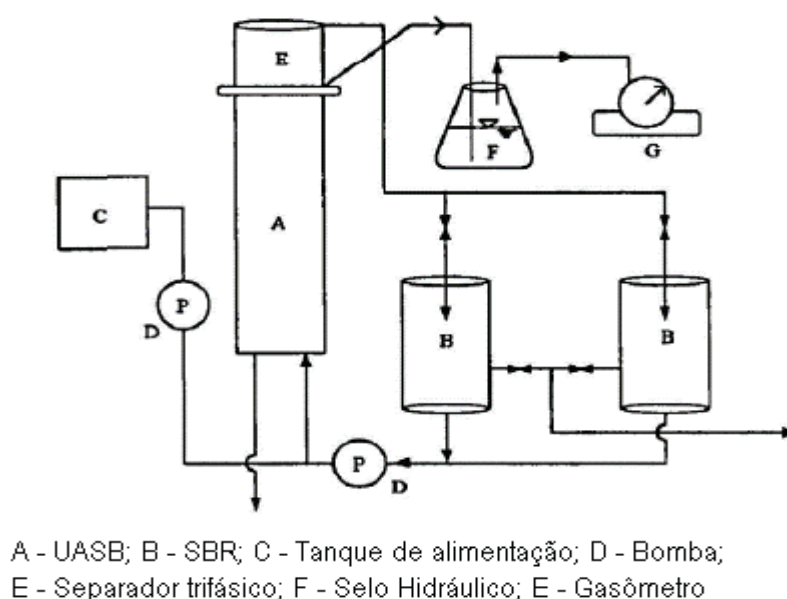 E
F
G
C
A
P
D
B
B
P
D
A - UASB; B - SBR; C - Tanque de alimentação; D - Bomba;
E - Separador trifásico; F - Selo Hidráulico; E - Gasômetro